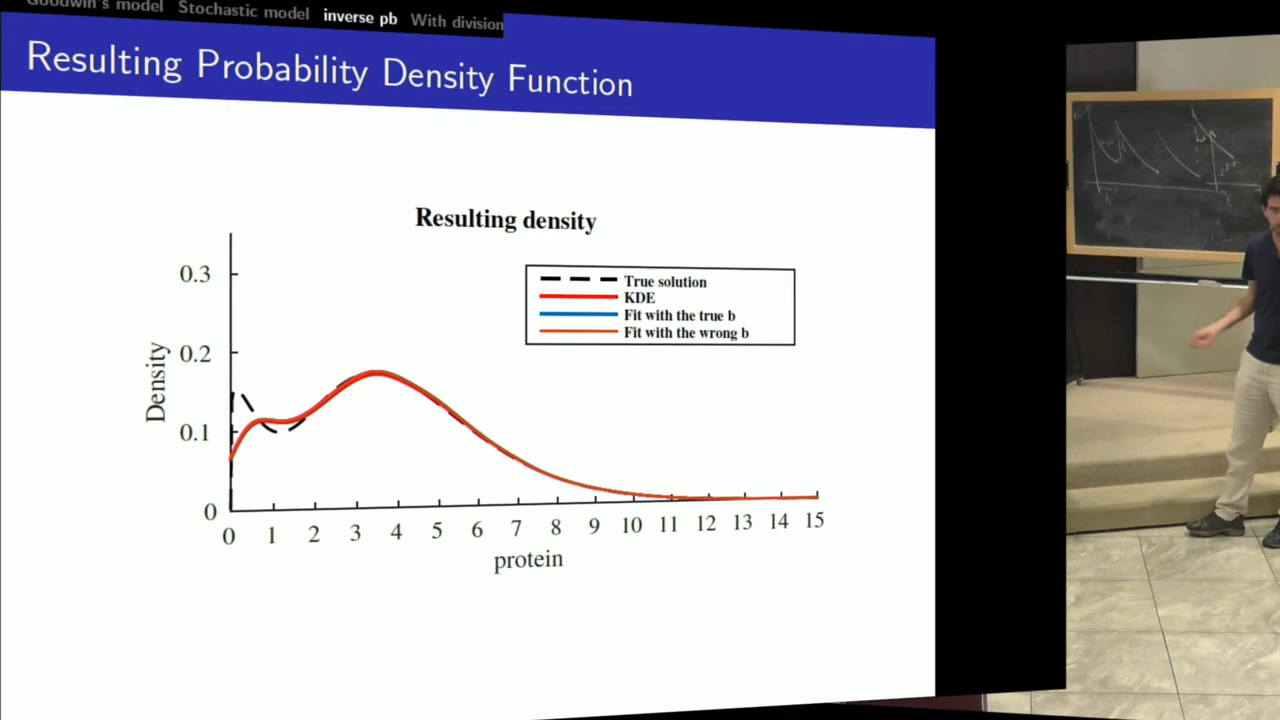 Goodwin's model Stochastic model inverse pb With division
Resulting Probability Density Function
Resulting density
True solution
KDE
Fit with the true b
Fit with the wrong b
0.3
0.2
0.1
0
Density
0 1 2 3 4 5 6 7 8 9 10 11 12 13 14 15
protein